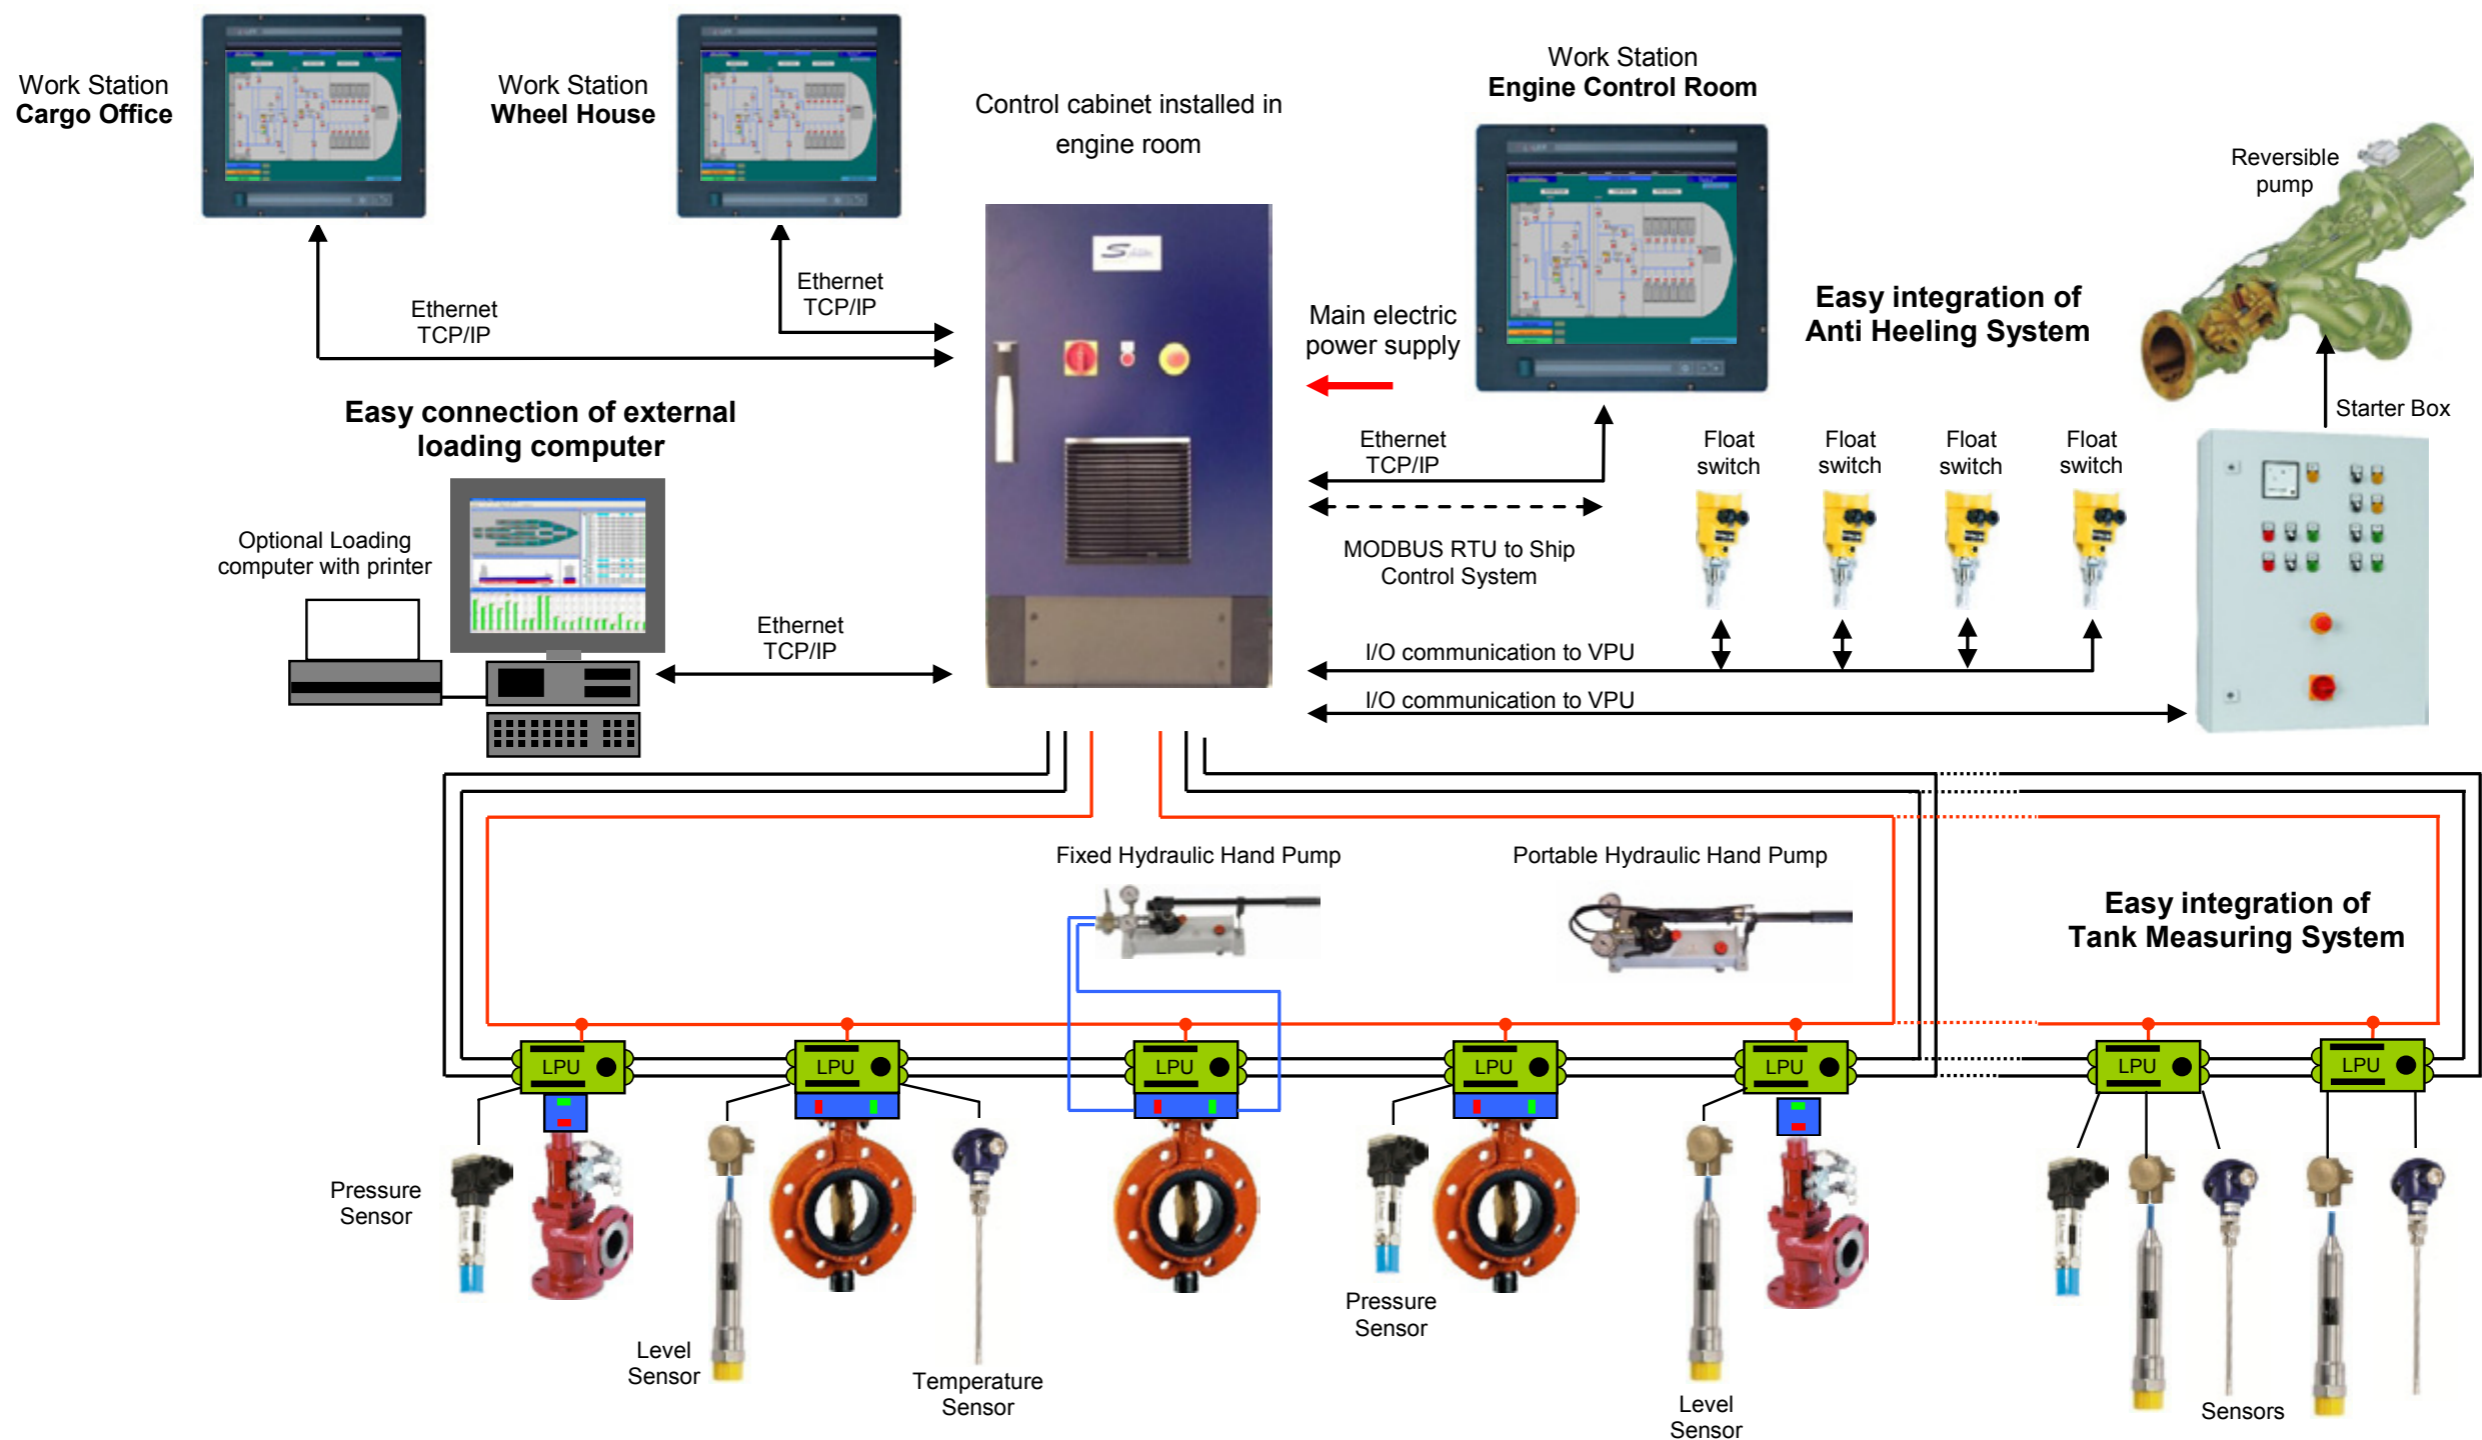 Work Station
Cargo Office
Work Station
Wheel House
Control cabinet installed in
engine room
Work Station
Engine Control Room
Reversible
pump
Ethernet
TCP/IP
Ethernet
TCP/IP
Main electric
power supply
Easy integration of
Anti Heeling System
Starter Box
Easy connection of external
loading computer
Ethernet
TCP/IP
Float
switch
Float
switch
Float
switch
Float
switch
Optional Loading
computer with printer
MODBUS RTU to Ship
Control System
Ethernet
TCP/IP
I/O communication to VPU
I/O communication to VPU
Fixed Hydraulic Hand Pump
Portable Hydraulic Hand Pump
Easy integration of
Tank Measuring System
LPU
LPU
LPU
LPU
LPU
LPU
LPU
Pressure
Sensor
Level
Sensor
Temperature
Sensor
Pressure
Sensor
Level
Sensor
Sensors